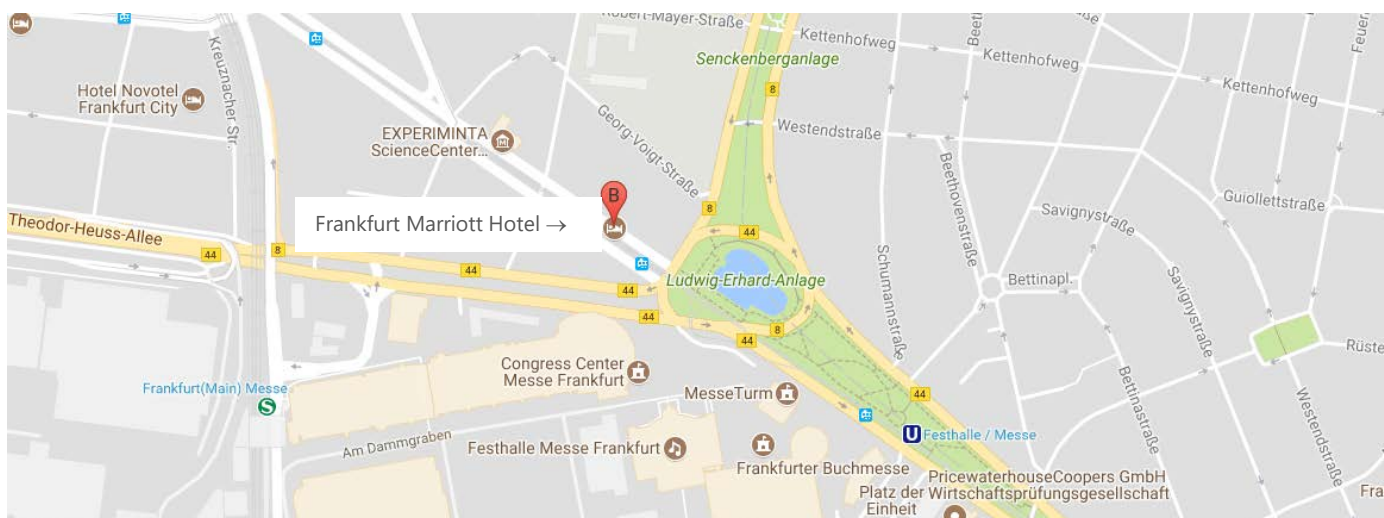 Robert-Mayer-Straße
Kettenhofweg
Kettenhofweg
Kettenhofweg
Senckenberganlage
Kreuznacher Str.
Hotel Novotel
Frankfurt City
8
EXPERIMINTA
ScienceCenter...
Georg-Voigt-Straße
Westendstraße
Beethovenstraße
B
Guiollettstraße
Savignystraße
Frankfurt Marriott Hotel →
8
Theodor-Heuss-Allee
44
8
44
44
44
Ludwig-Erhard-Anlage
Schumannstraße
Bettinapl.
Savignystraße
44
44
8
Congress Center
Messe Frankfurt
Frankfurt(Main) Messe
S
MesseTurm
44
Bettinastraße
Westendstraße
U
Festhalle / Messe
Am Dammgraben
Festhalle Messe Frankfurt
Frankfurter Buchmesse
PricewaterhouseCoopers GmbH
Wirtschaftsprüfungsgesellschaft
Platz der
Einheit